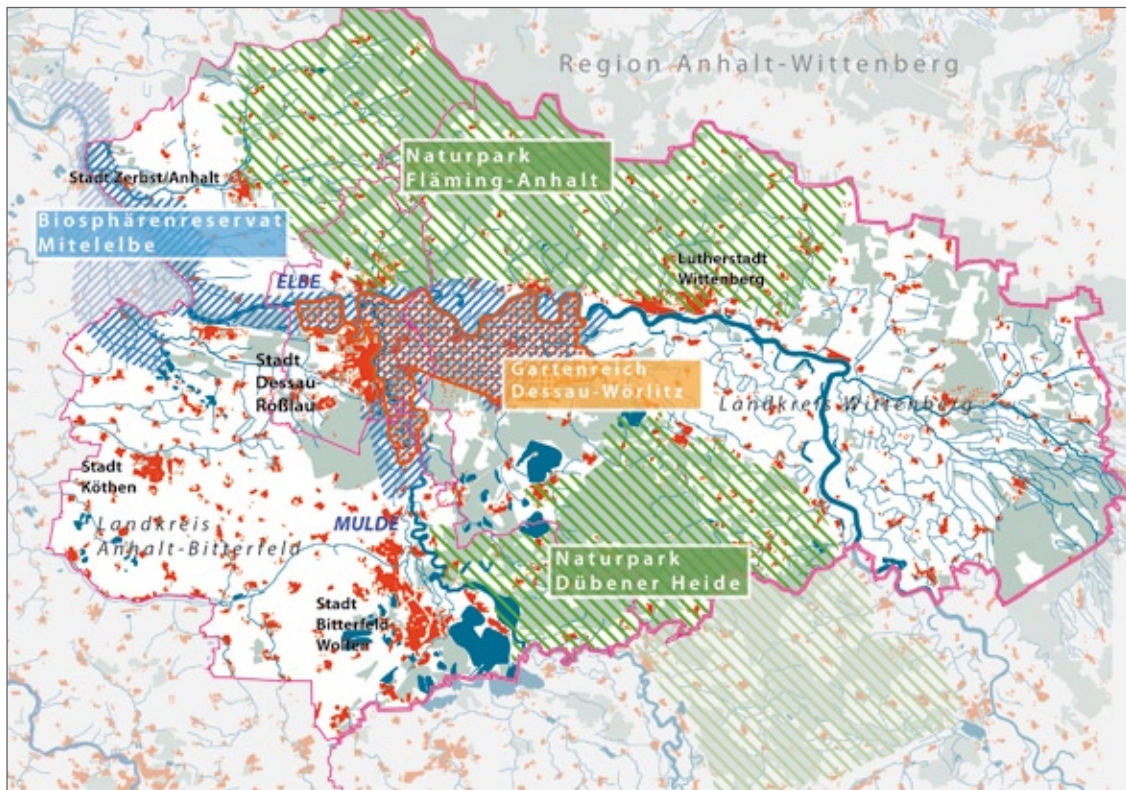 Region Anhalt-Wittenberg
Naturpark
Fläming-Anhalt
Stadt Zerbst/Anhalt
Biosphärenreservat
Mitelelbe
ELBE
Lutherstadt
Wittenberg
Stadt
Dessau-
Roßlau
Gartenreich
Dessau-Wörlitz
Landkreis Wittenberg
Stadt
Köthen
Landkreis
Anhalt-Bitterfeld
MULDE
Naturpark
Dübener Heide
Stadt
Bitterfeld
Wolfen